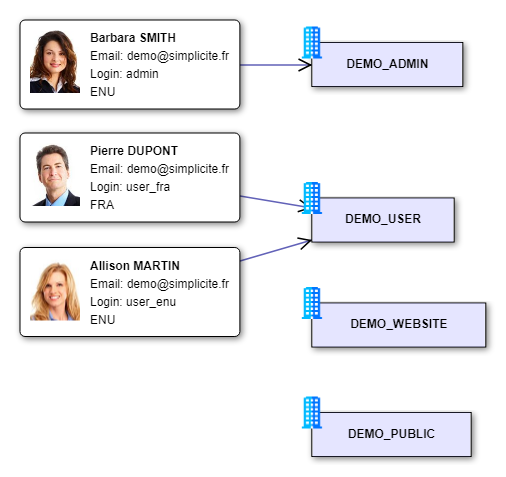 Barbara SMITH
Email: demo@simplicite.fr
Login: admin
ENU
DEMO_ADMIN
Pierre DUPONT
Email: demo@simplicite.fr
Login: user_fra
FRA
DEMO_USER
Allison MARTIN
Email: demo@simplicite.fr
Login: user_enu
ENU
DEMO_WEBSITE
DEMO_PUBLIC